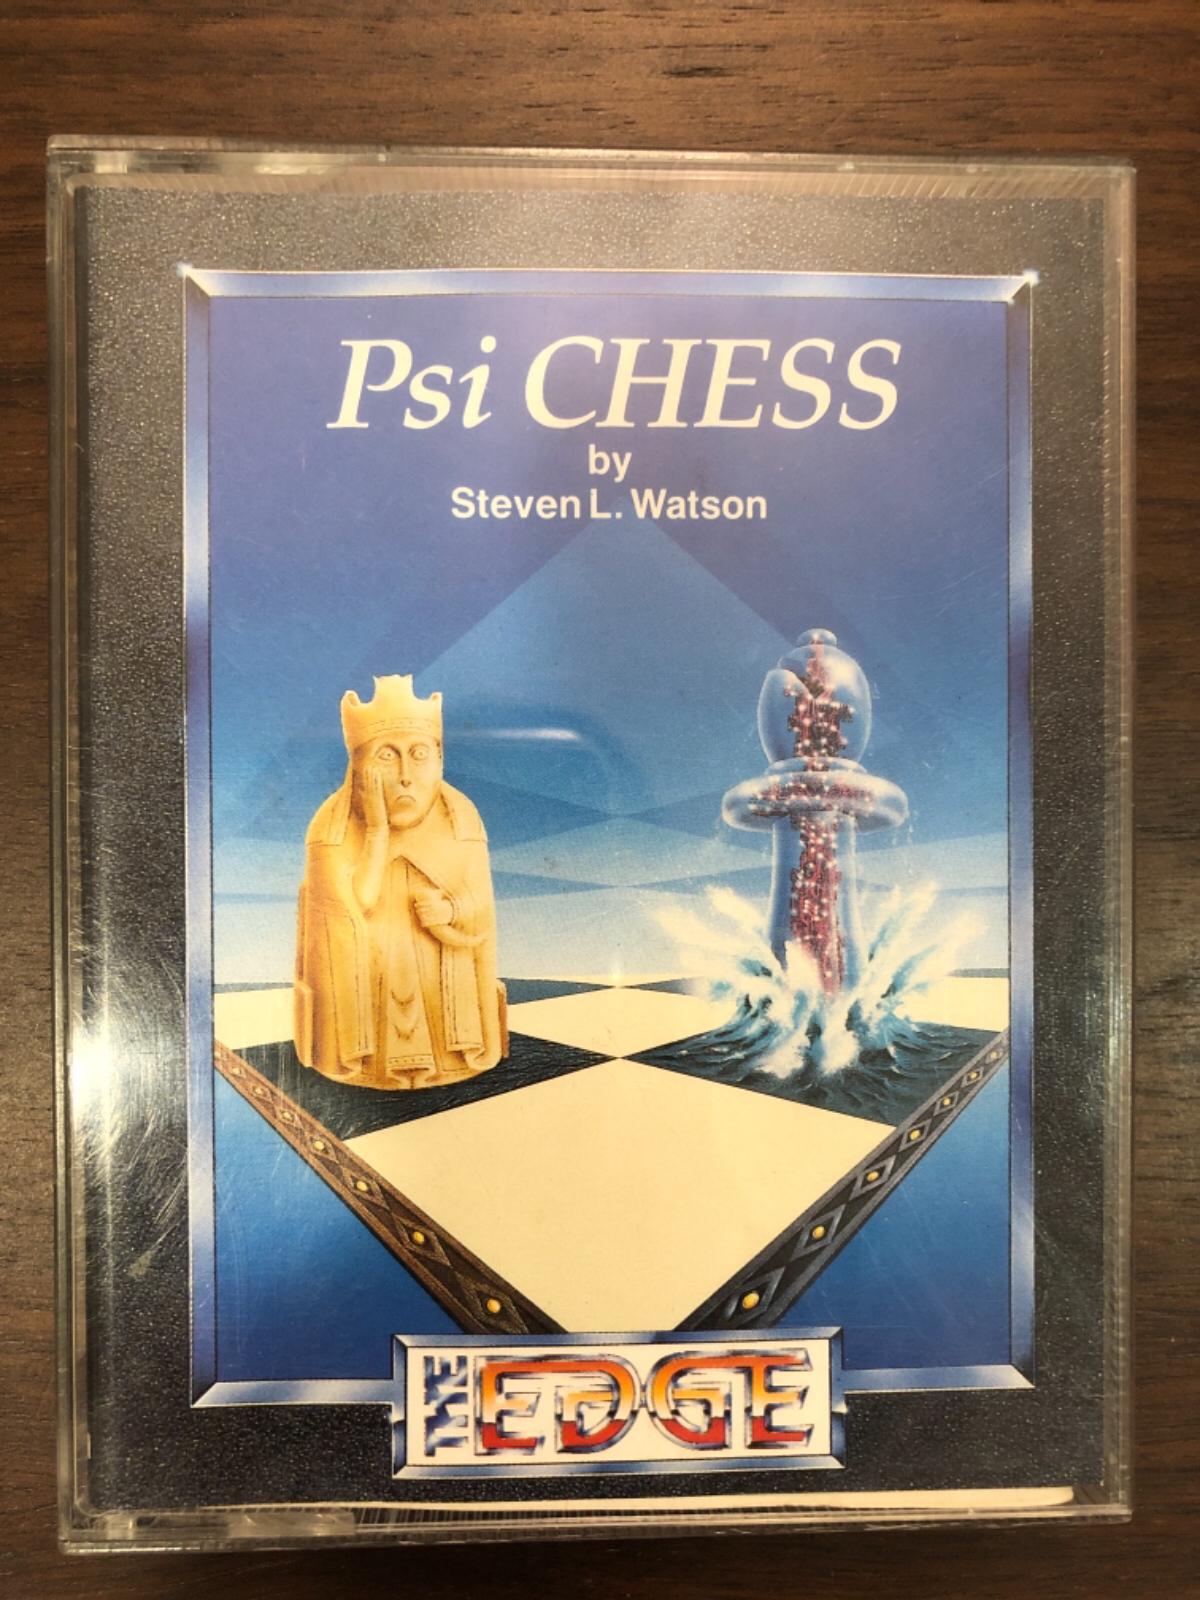 Psi CHESS
by
Steven L. Watson
THE EDGE